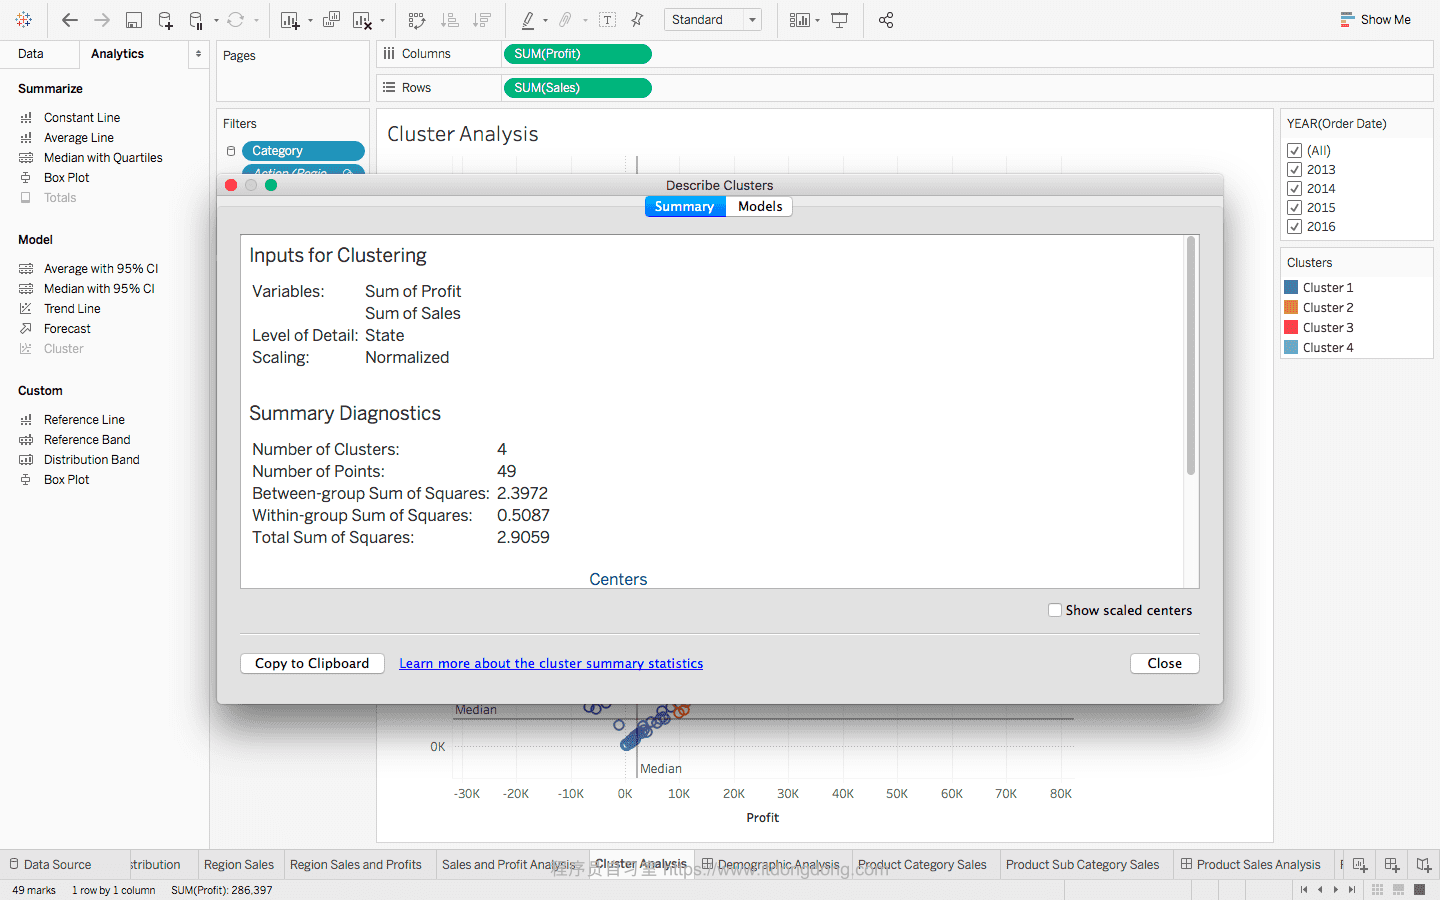 Standard
Show Me
Data
Analytics
Pages
Columns
SUM(Profit)
Rows
SUM(Sales)
Summarize
Constant Line
Average Line
Median with Quartiles
Box Plot
Totals
Model
Average with 95% CI
Median with 95% CI
Trend Line
Forecast
Cluster
Custom
Reference Line
Reference Band
Distribution Band
Box Plot
Filters
Category
Action (Regio
Cluster Analysis
YEAR(Order Date)
(All)
2013
2014
2015
2016
Clusters
Cluster 1
Cluster 2
Cluster 3
Cluster 4
Describe Clusters
Summary
Models
Inputs for Clustering
Variables: Sum of Profit
Sum of Sales
Level of Detail: State
Scaling: Normalized
Summary Diagnostics
Number of Clusters: 4
Number of Points: 49
Between-group Sum of Squares: 2.3972
Within-group Sum of Squares: 0.5087
Total Sum of Squares: 2.9059
Centers
Show scaled centers
Copy to Clipboard
Learn more about the cluster summary statistics
Close
Median
0K
Median
-30K -20K -10K 0K 10K 20K 30K 40K 50K 60K 70K 80K
Profit
Data Source
stribution
Region Sales
Region Sales and Profits
Sales and Profit Analysis
Cluster Analysis
Demographic Analysis
Product Category Sales
Product Sub Category Sales
Product Sales Analysis
程序员自习室 https://www.itdongdong.com
49 marks
1 row by 1 column
SUM(Profit): 286,397